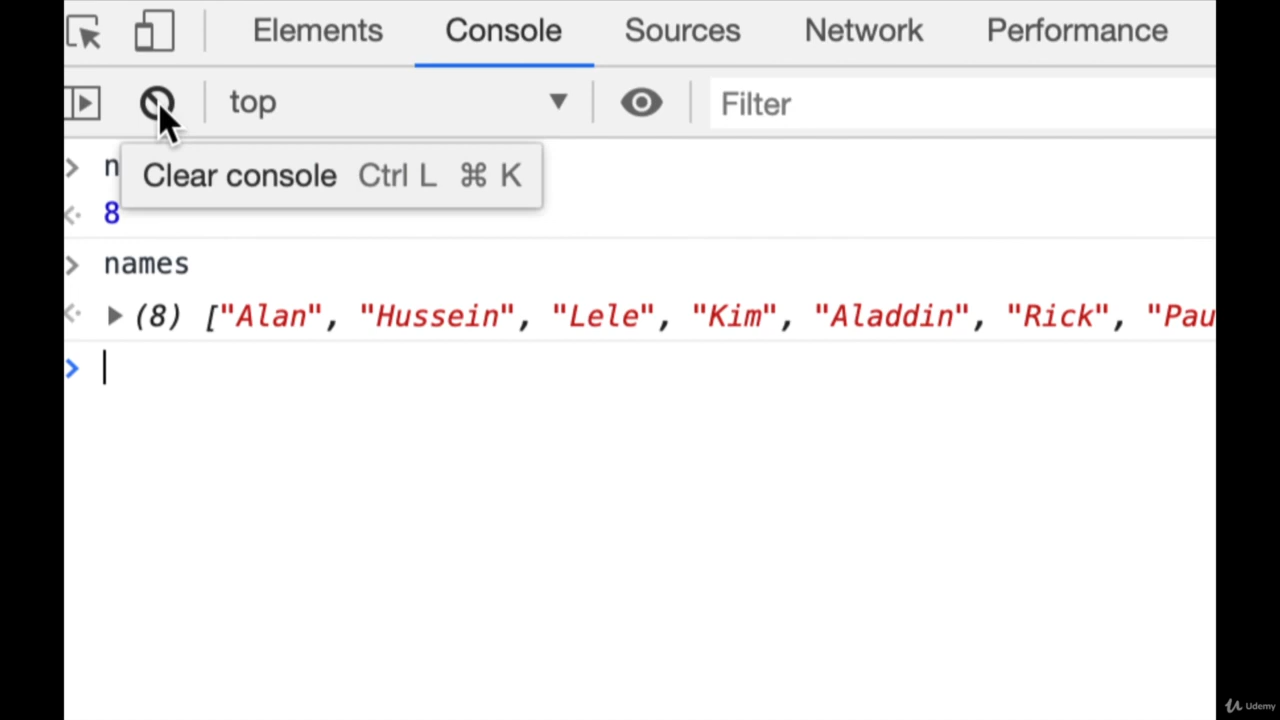 Elements Console Sources Network Performance
top ▼ Filter
> n
Clear console Ctrl L ⌘ K
8
> names
▶ (8) ["Alan", "Hussein", "Lele", "Kim", "Aladdin", "Rick", "Pau
>
Udemy